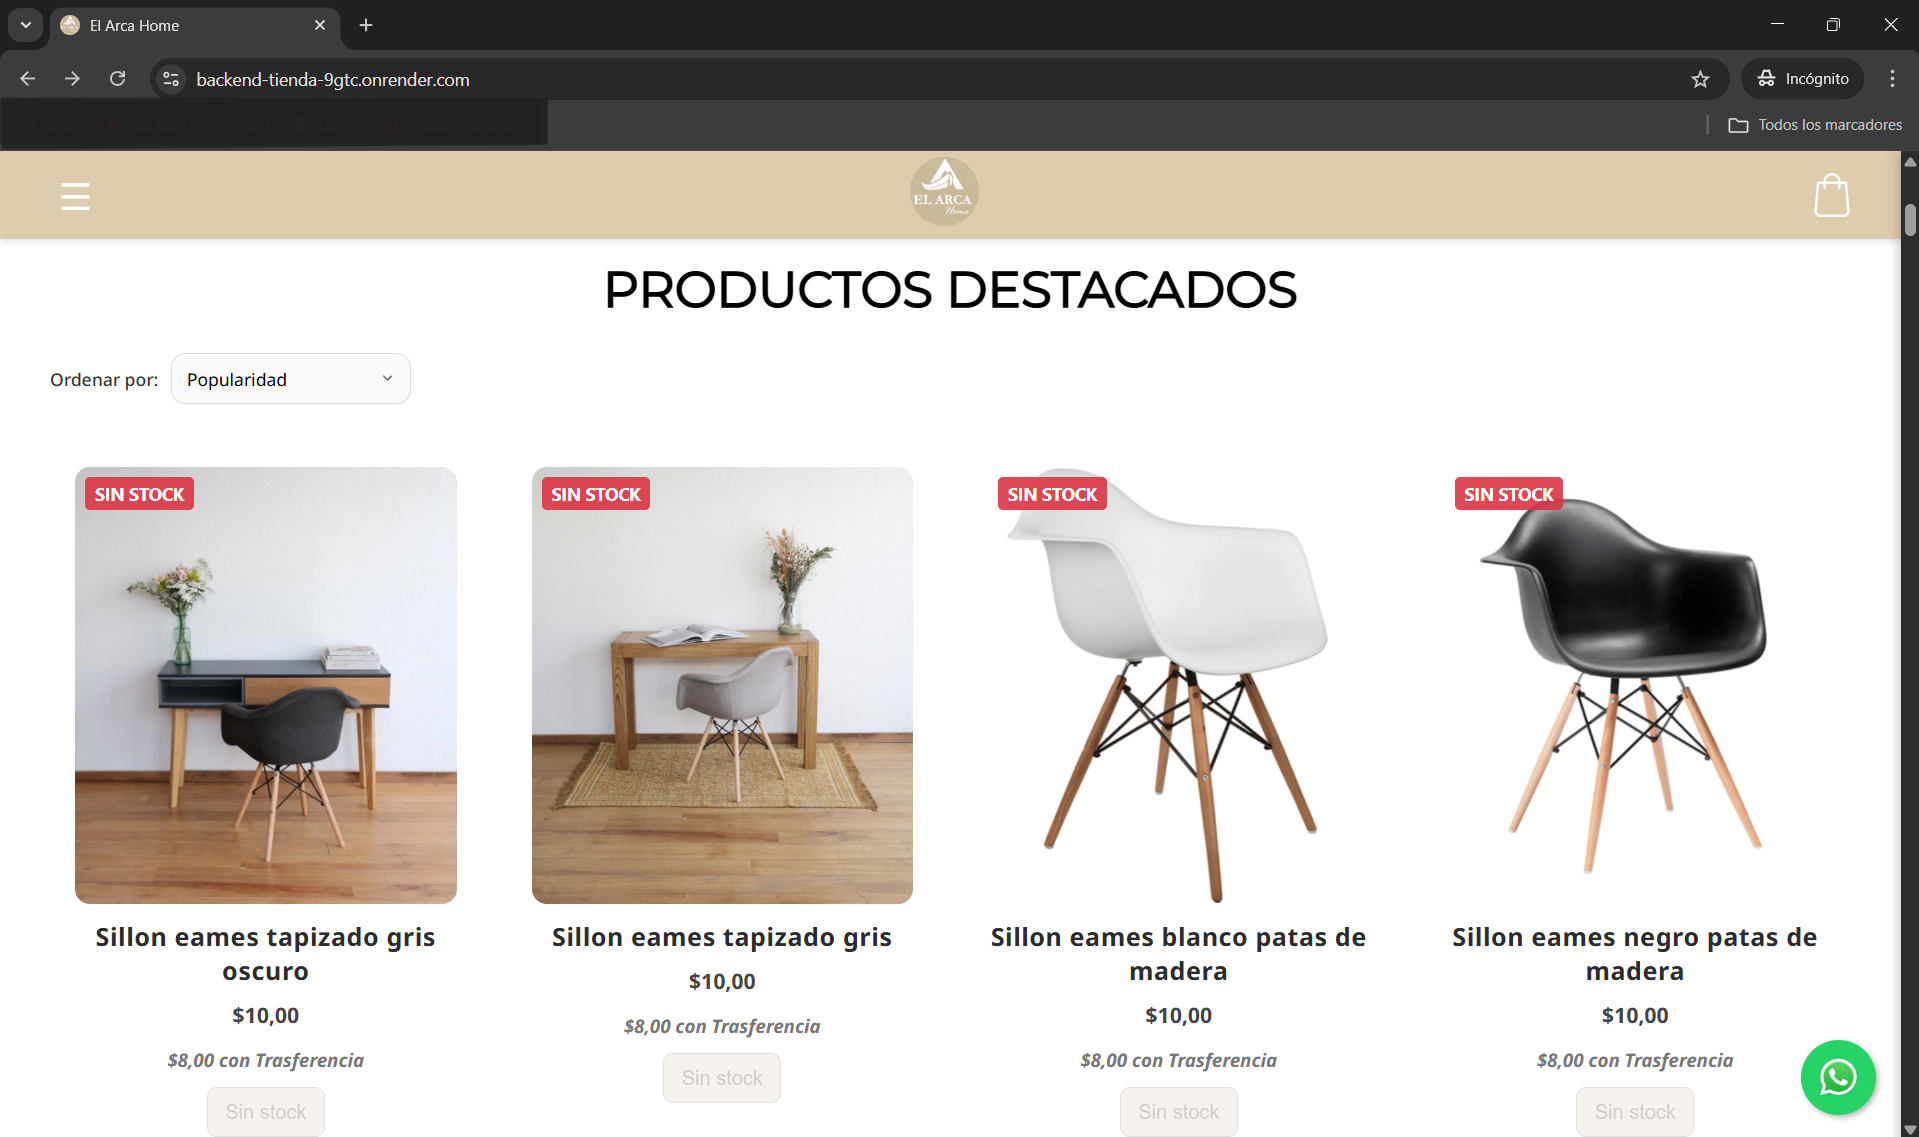 El Arca Home
backend-tienda-9gtc.onrender.com
Incógnito
Todos los marcadores
EL ARCA
Home
PRODUCTOS DESTACADOS
Ordenar por:
Popularidad
SIN STOCK
SIN STOCK
SIN STOCK
SIN STOCK
Sillon eames tapizado gris
oscuro
$10,00
$8,00 con Trasferencia
Sin stock
Sillon eames tapizado gris
$10,00
$8,00 con Trasferencia
Sin stock
Sillon eames blanco patas de
madera
$10,00
$8,00 con Trasferencia
Sin stock
Sillon eames negro patas de
madera
$10,00
$8,00 con Trasferencia
Sin stock